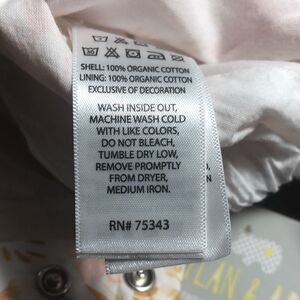 SHELL: 100% ORGANIC COTTON
LINING: 100% ORGANIC COTTON
EXCLUSIVE OF DECORATION
WASH INSIDE OUT,
MACHINE WASH COLD
WITH LIKE COLORS,
DO NOT BLEACH,
TUMBLE DRY LOW,
REMOVE PROMPTLY
FROM DRYER,
MEDIUM IRON.
RN# 75343